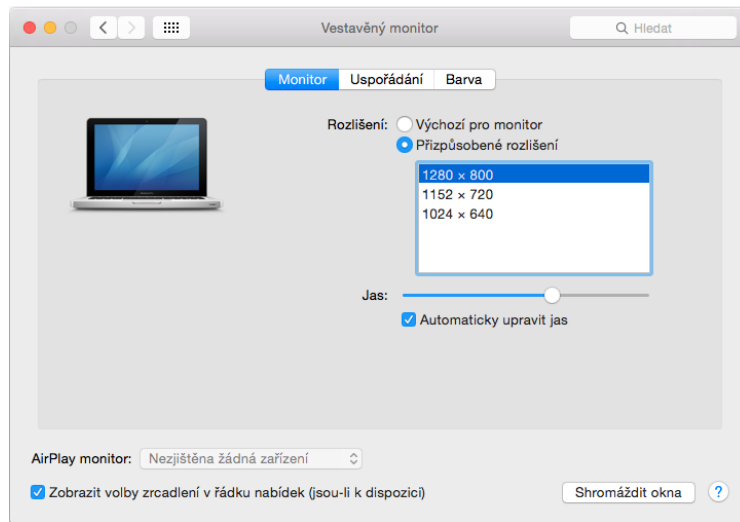 Vestavěný monitor
Hledat
Monitor
Uspořádání
Barva
Rozlišení:
Výchozí pro monitor
Přizpůsobené rozlišení
1280 × 800
1152 × 720
1024 × 640
Jas:
Automaticky upravit jas
AirPlay monitor: Nezjištěna žádná zařízení
Zobrazit volby zrcadlení v řádku nabídek (jsou-li k dispozici)
Shromáždit okna
?